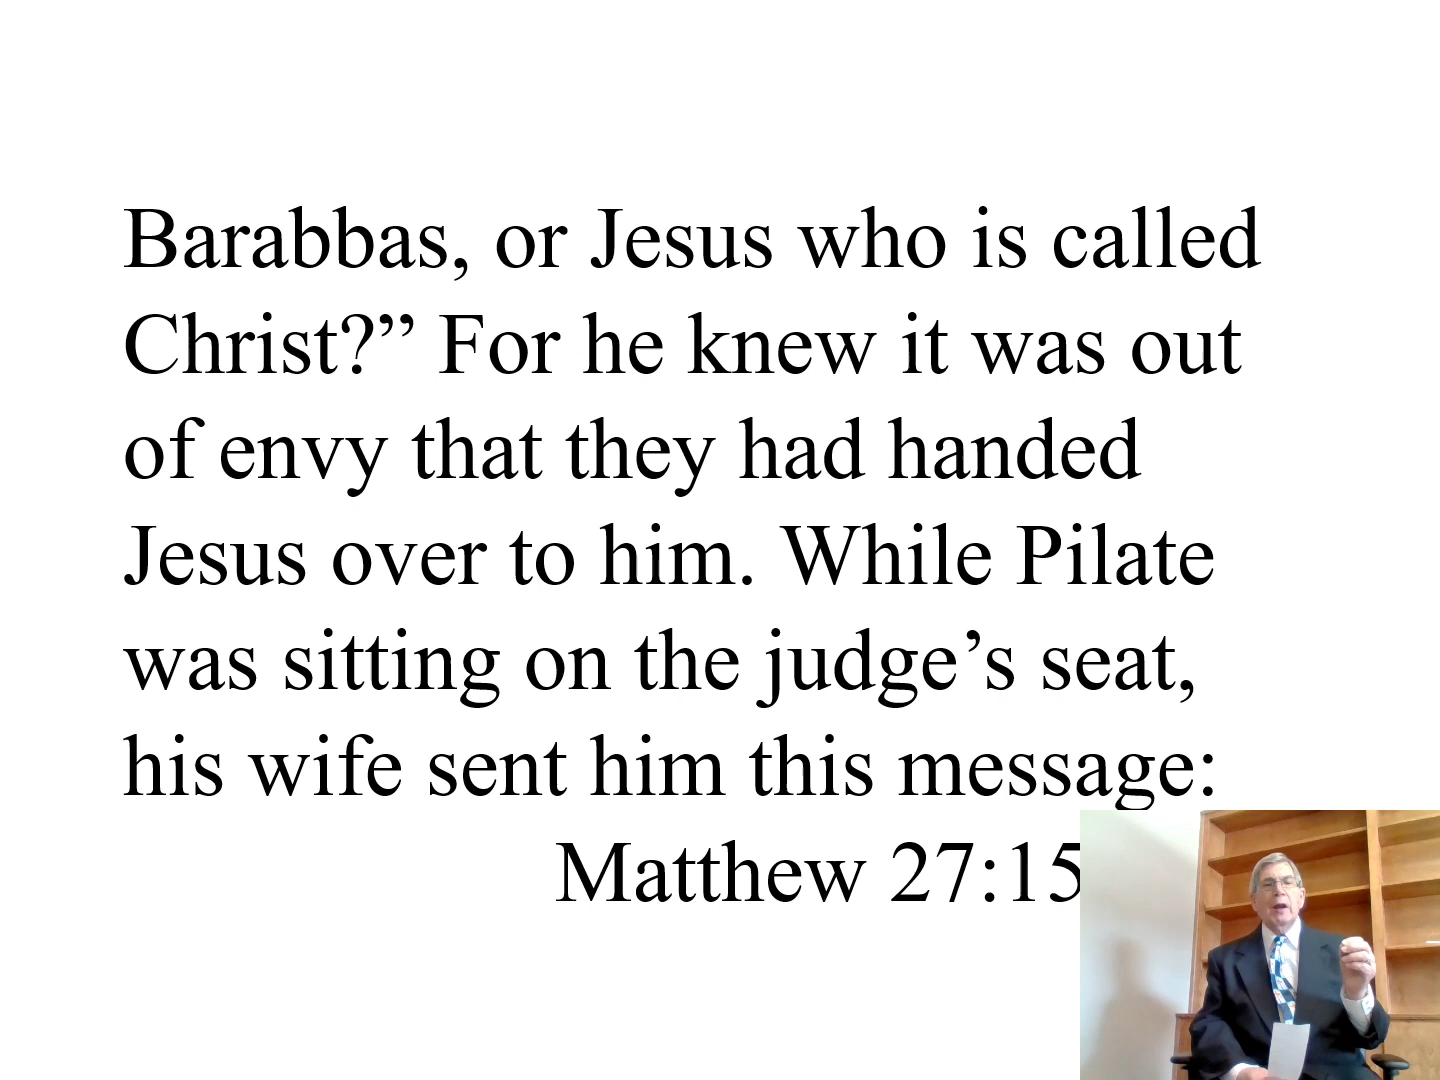 Barabbas, or Jesus who is called
Christ?” For he knew it was out
of envy that they had handed
Jesus over to him. While Pilate
was sitting on the judge’s seat,
his wife sent him this message:
Matthew 27:15